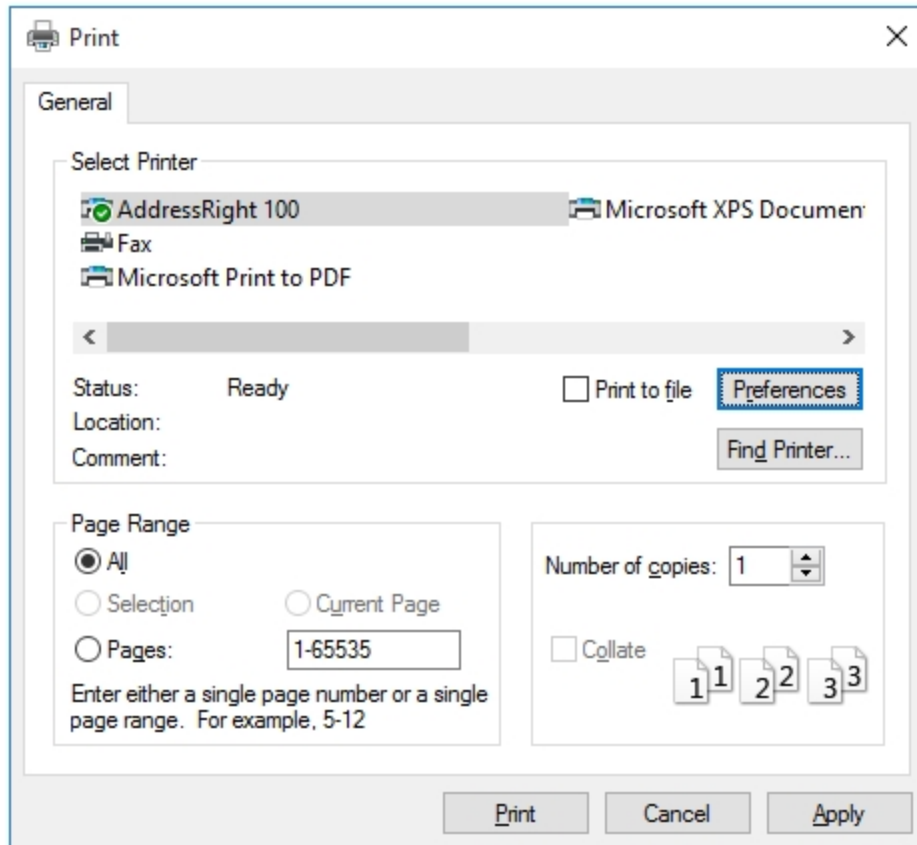 Print
General
Select Printer
AddressRight 100
Microsoft XPS Documen
Fax
Microsoft Print to PDF
Status: Ready
Print to file
Preferences
Location:
Comment:
Find Printer...
Page Range
All
Selection
Current Page
Pages: 1-65535
Enter either a single page number or a single
page range. For example, 5-12
Number of copies: 1
Collate
1 1 2 2 3 3
Print
Cancel
Apply